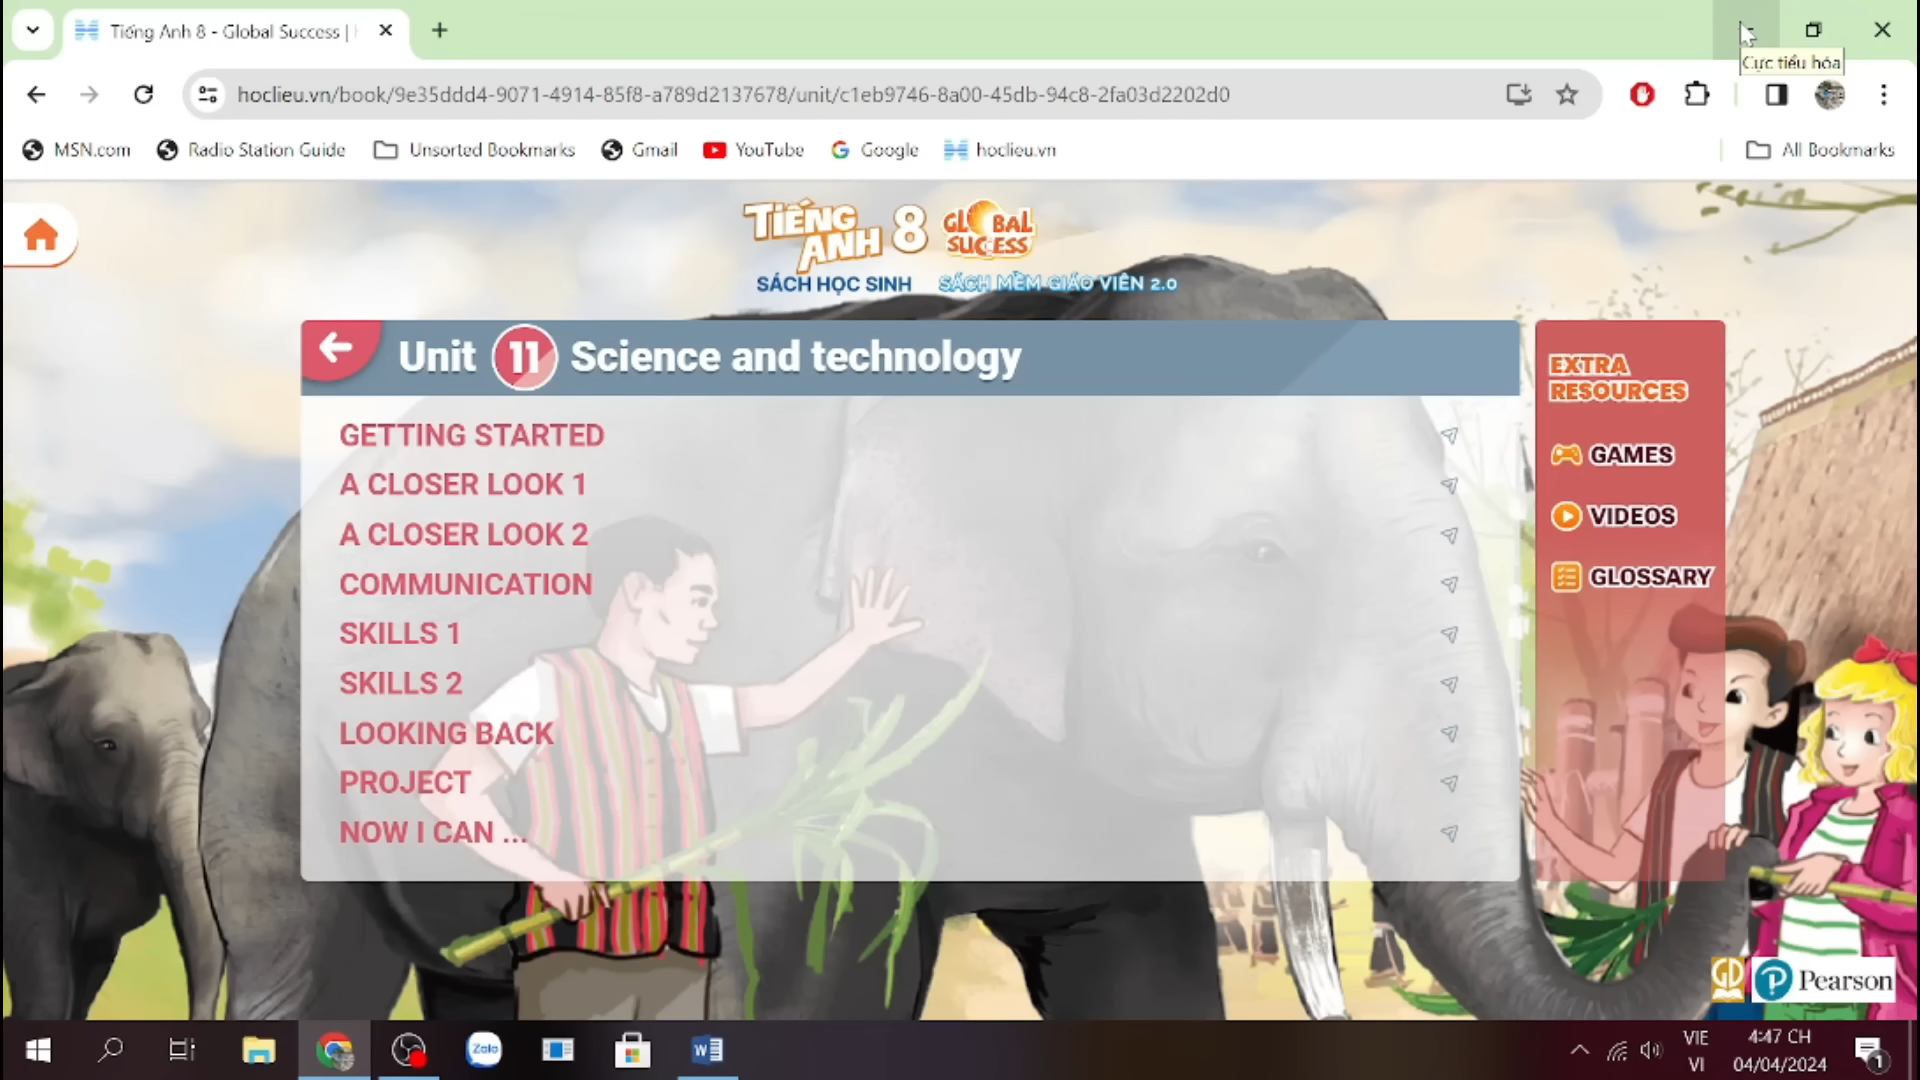 Tiếng Anh 8 - Global Success |
Cực tiểu hóa
hoclieu.vn/book/9e35ddd4-9071-4914-85f8-a789d2137678/unit/c1eb9746-8a00-45db-94c8-2fa03d2202d0
MSN.com Radio Station Guide Unsorted Bookmarks Gmail YouTube Google hoclieu.vn All Bookmarks
TIẾNG ANH 8 GLOBAL SUCCESS
SÁCH HỌC SINH SÁCH MỀM GIÁO VIÊN 2.0
Unit 11 Science and technology
GETTING STARTED
A CLOSER LOOK 1
A CLOSER LOOK 2
COMMUNICATION
SKILLS 1
SKILLS 2
LOOKING BACK
PROJECT
NOW I CAN ...
EXTRA
RESOURCES
GAMES
VIDEOS
GLOSSARY
GD
P Pearson
Zalo
W
VIE
VI
4:47 CH
04/04/2024
1